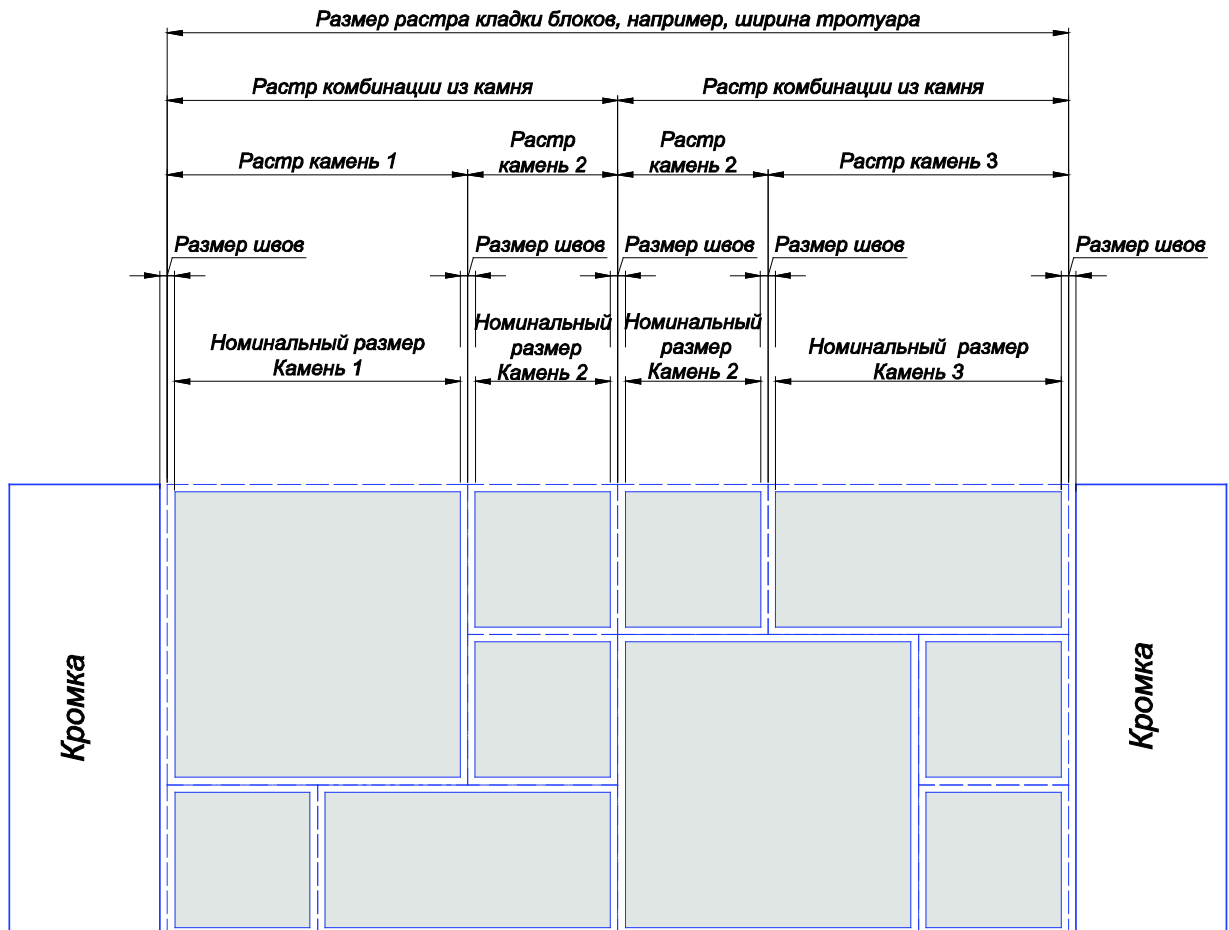 Размер растра кладки блоков, например, ширина тротуара
Растр комбинации из камня
Растр комбинации из камня
Растр камень 1
Растр
камень 2
Растр
камень 2
Растр камень 3
Размер швов
Размер швов
Размер швов
Размер швов
Размер швов
Номинальный размер
Камень 1
Номинальный
размер
Камень 2
Номинальный
размер
Камень 2
Номинальный размер
Камень 3
Кромка
Кромка